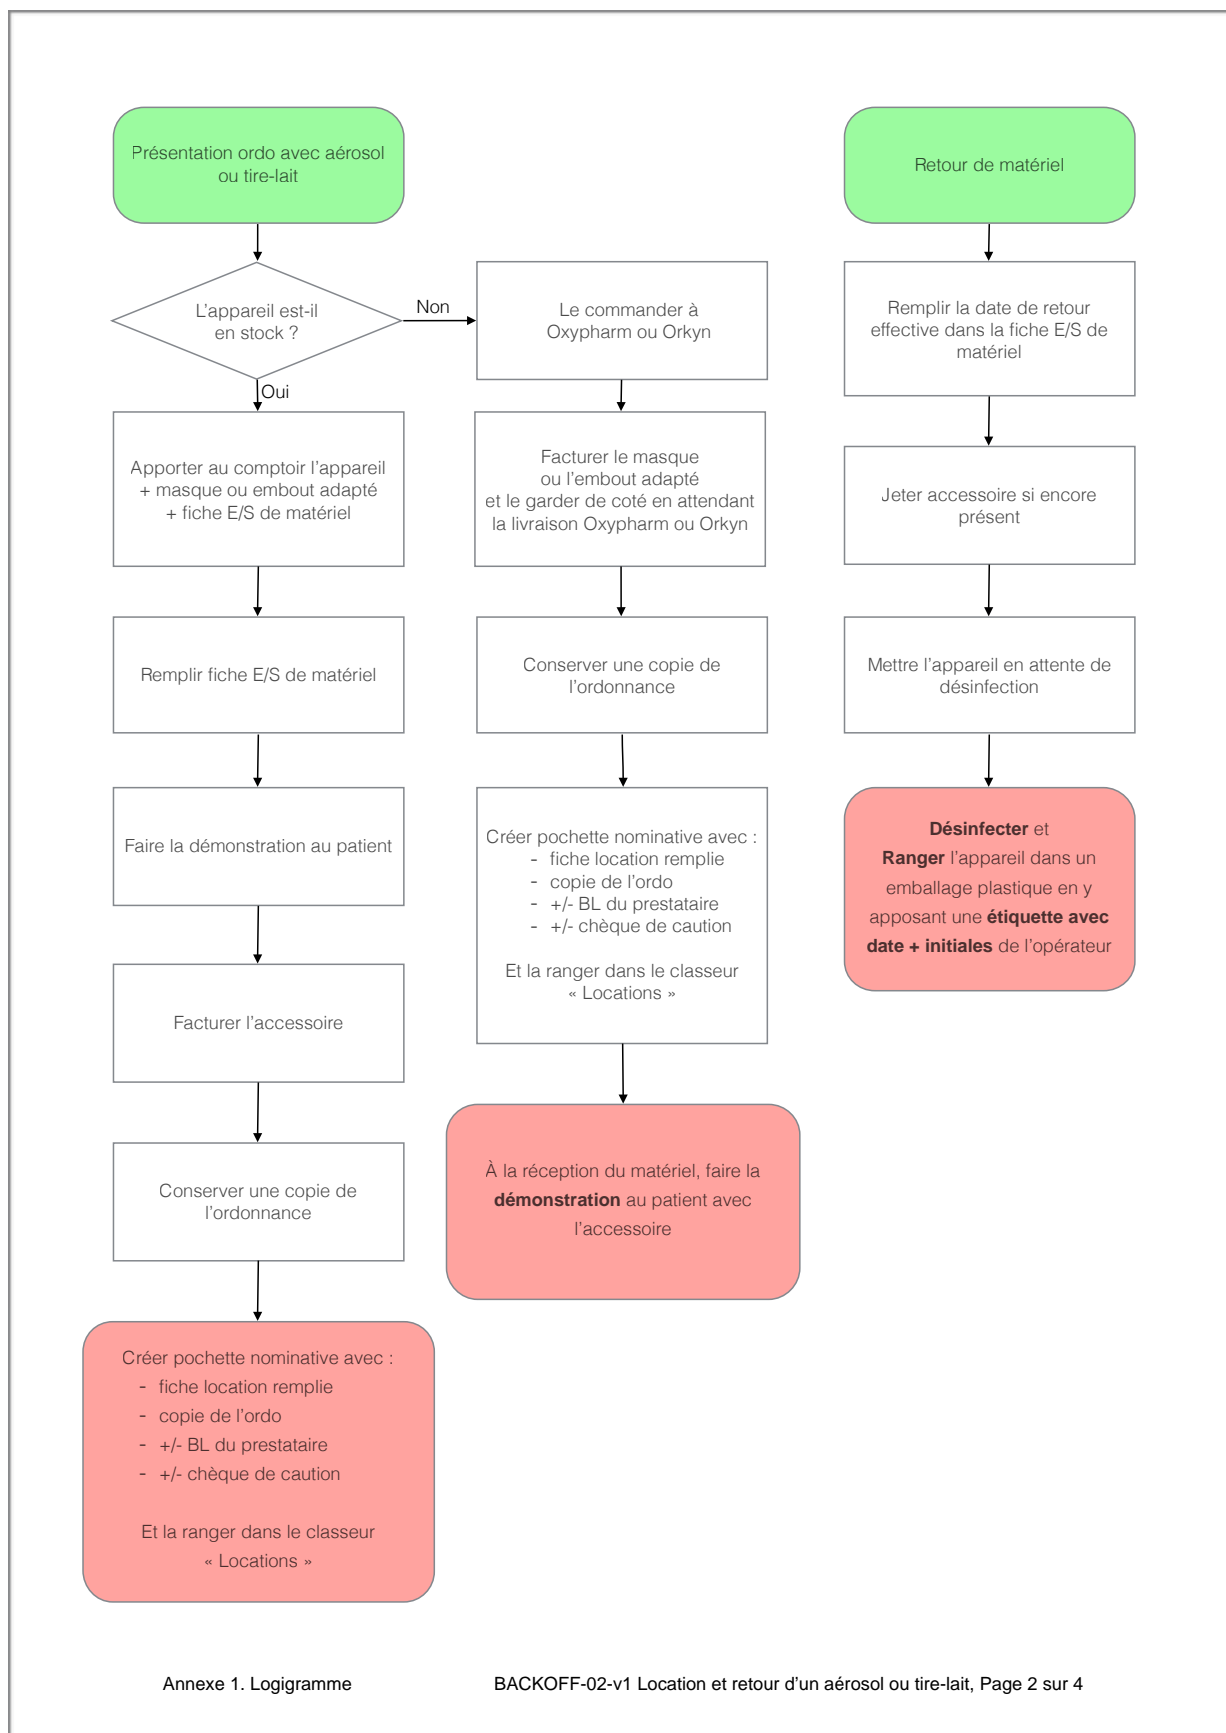 Présentation ordo avec aérosol
ou tire-lait
L'appareil est-il
en stock ?
Non
Oui
Apporter au comptoir l'appareil
+ masque ou embout adapté
+ fiche E/S de matériel
Remplir fiche E/S de matériel
Faire la démonstration au patient
Facturer l'accessoire
Conserver une copie de
l'ordonnance
Créer pochette nominative avec :
- fiche location remplie
- copie de l'ordo
- +/- BL du prestataire
- +/- chèque de caution
Et la ranger dans le classeur
« Locations »
Le commander à
Oxypharm ou Orkyn
Facturer le masque
ou l'embout adapté
et le garder de coté en attendant
la livraison Oxypharm ou Orkyn
Conserver une copie de
l'ordonnance
Créer pochette nominative avec :
- fiche location remplie
- copie de l'ordo
- +/- BL du prestataire
- +/- chèque de caution
Et la ranger dans le classeur
« Locations »
À la réception du matériel, faire la
démonstration au patient avec
l'accessoire
Retour de matériel
Remplir la date de retour
effective dans la fiche E/S de
matériel
Jeter accessoire si encore
présent
Mettre l'appareil en attente de
désinfection
Désinfecter et
Ranger l'appareil dans un
emballage plastique en y
apposant une étiquette avec
date + initiales de l'opérateur
Annexe 1. Logigramme
BACKOFF-02-v1 Location et retour d'un aérosol ou tire-lait, Page 2 sur 4